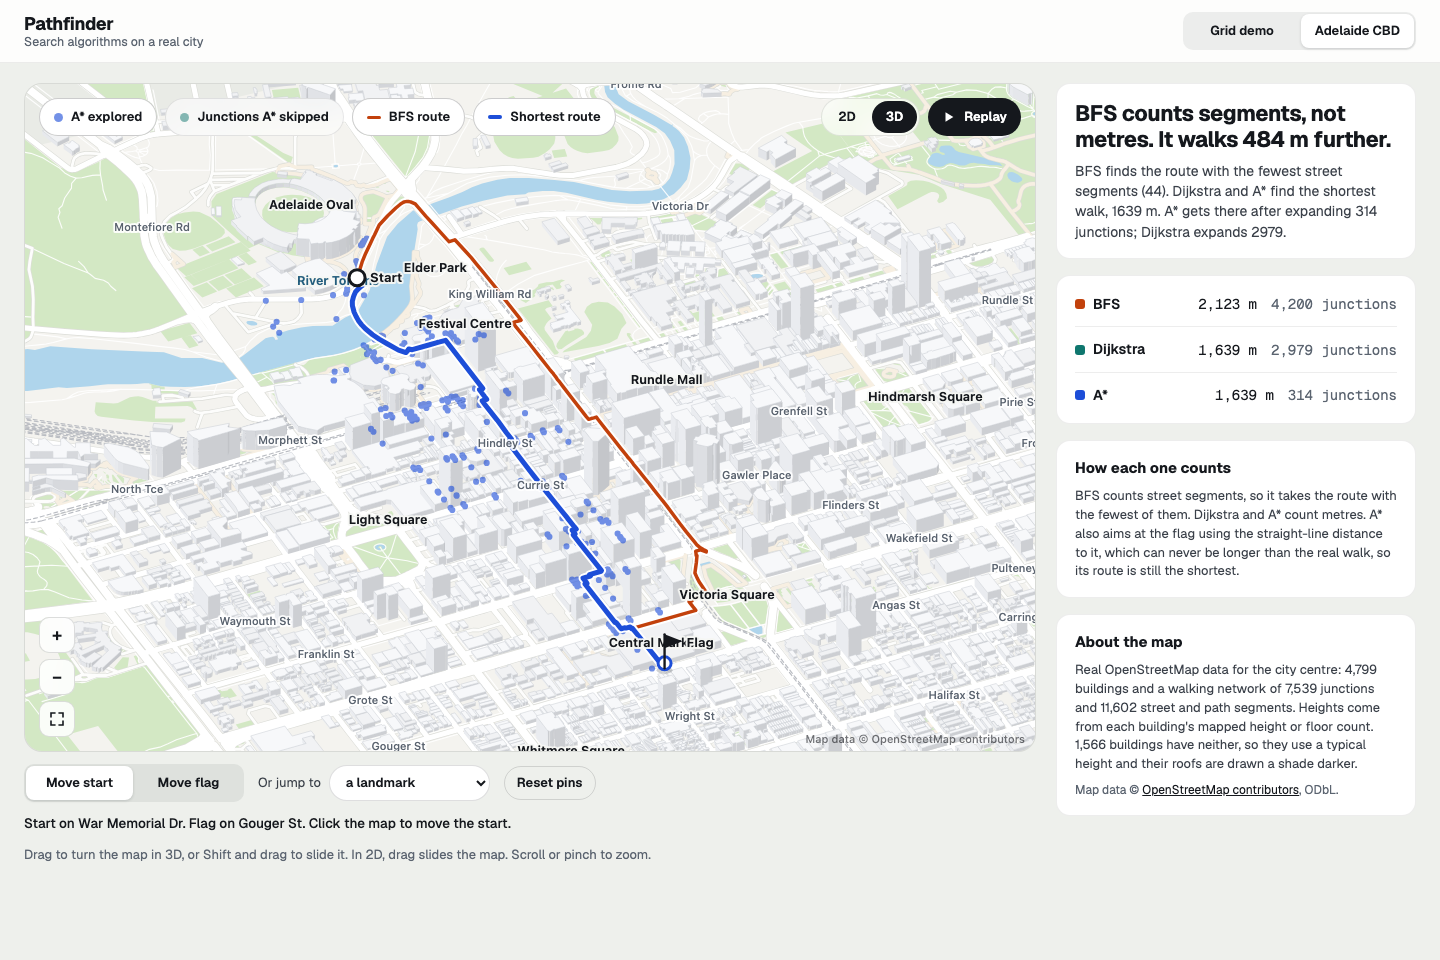 Pathfinder
Search algorithms on a real city
Grid demo
Adelaide CBD
A* explored
Junctions A* skipped
BFS route
Shortest route
2D
3D
Replay
Frome Rd
Adelaide Oval
Montefiore Rd
Victoria Dr
Elder Park
River
Start
King William Rd
Rundle St
Festival Centre
Rundle Mall
Hindmarsh Square
Pirie S
Grenfell St
Morphett St
Hindley St
Fro
Gawler Place
North Tce
Currie St
Flinders St
Light Square
Wakefield St
Pulteney
Victoria Square
Angas St
Waymouth St
Carring
Central
Flag
Franklin St
Halifax St
Grote St
Wright St
Gouger St
Whitmore Square
Map data © OpenStreetMap contributors
+
−
Move start
Move flag
Or jump to
a landmark
Reset pins
Start on War Memorial Dr. Flag on Gouger St. Click the map to move the start.
Drag to turn the map in 3D, or Shift and drag to slide it. In 2D, drag slides the map. Scroll or pinch to zoom.
BFS counts segments, not
metres. It walks 484 m further.
BFS finds the route with the fewest street
segments (44). Dijkstra and A* find the shortest
walk, 1639 m. A* gets there after expanding 314
junctions; Dijkstra expands 2979.
BFS 2,123 m 4,200 junctions
Dijkstra 1,639 m 2,979 junctions
A* 1,639 m 314 junctions
How each one counts
BFS counts street segments, so it takes the route with
the fewest of them. Dijkstra and A* count metres. A*
also aims at the flag using the straight-line distance
to it, which can never be longer than the real walk, so
its route is still the shortest.
About the map
Real OpenStreetMap data for the city centre: 4,799
buildings and a walking network of 7,539 junctions
and 11,602 street and path segments. Heights come
from each building's mapped height or floor count.
1,566 buildings have neither, so they use a typical
height and their roofs are drawn a shade darker.
Map data © OpenStreetMap contributors, ODbL.